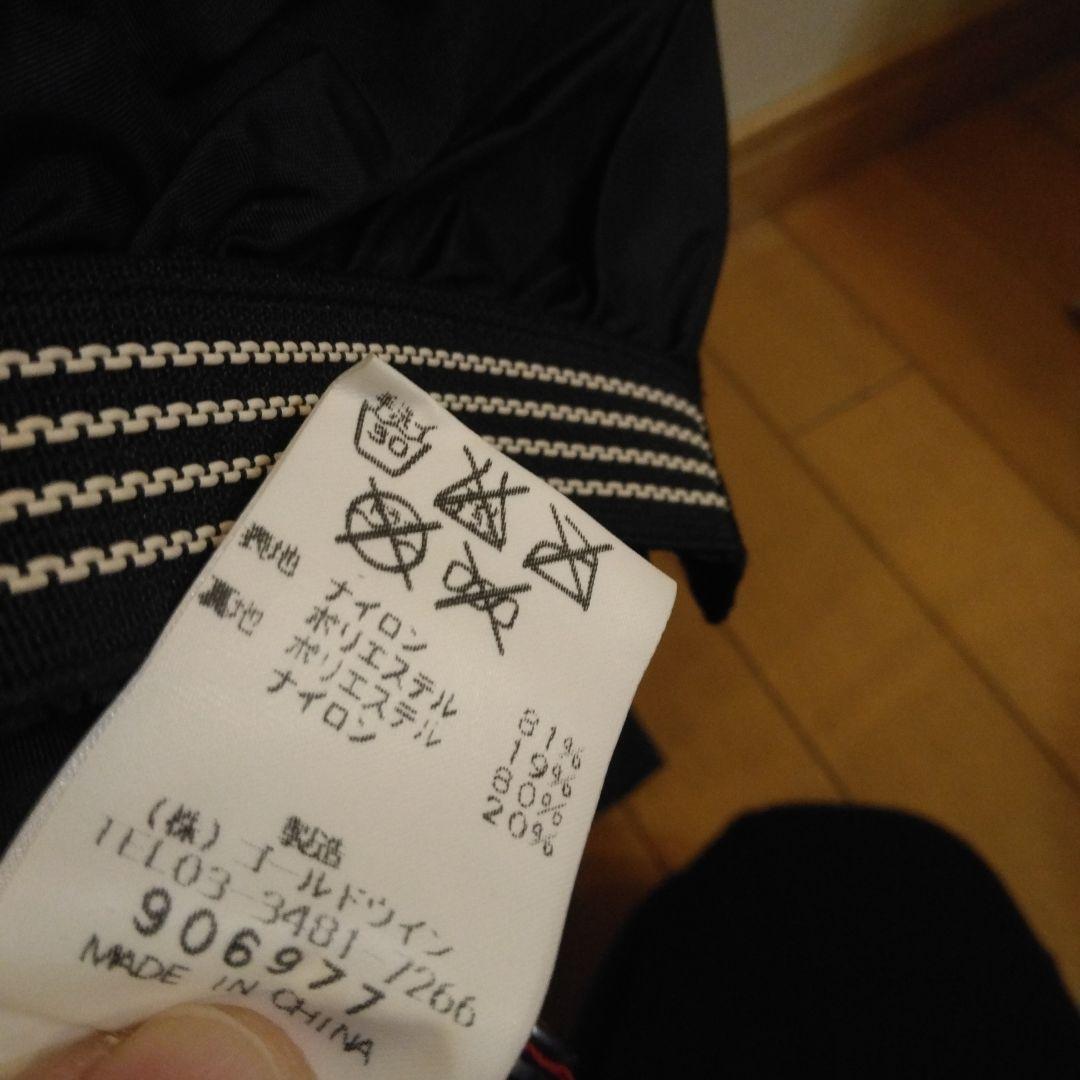 手洗イ
30
表地 ナイロン 81%
ポリエステル 19%
裏地 ポリエステル 80%
ナイロン 20%
製造
(株)ゴールドウイン
TEL03-3481-7266
906977
MADE IN CHINA